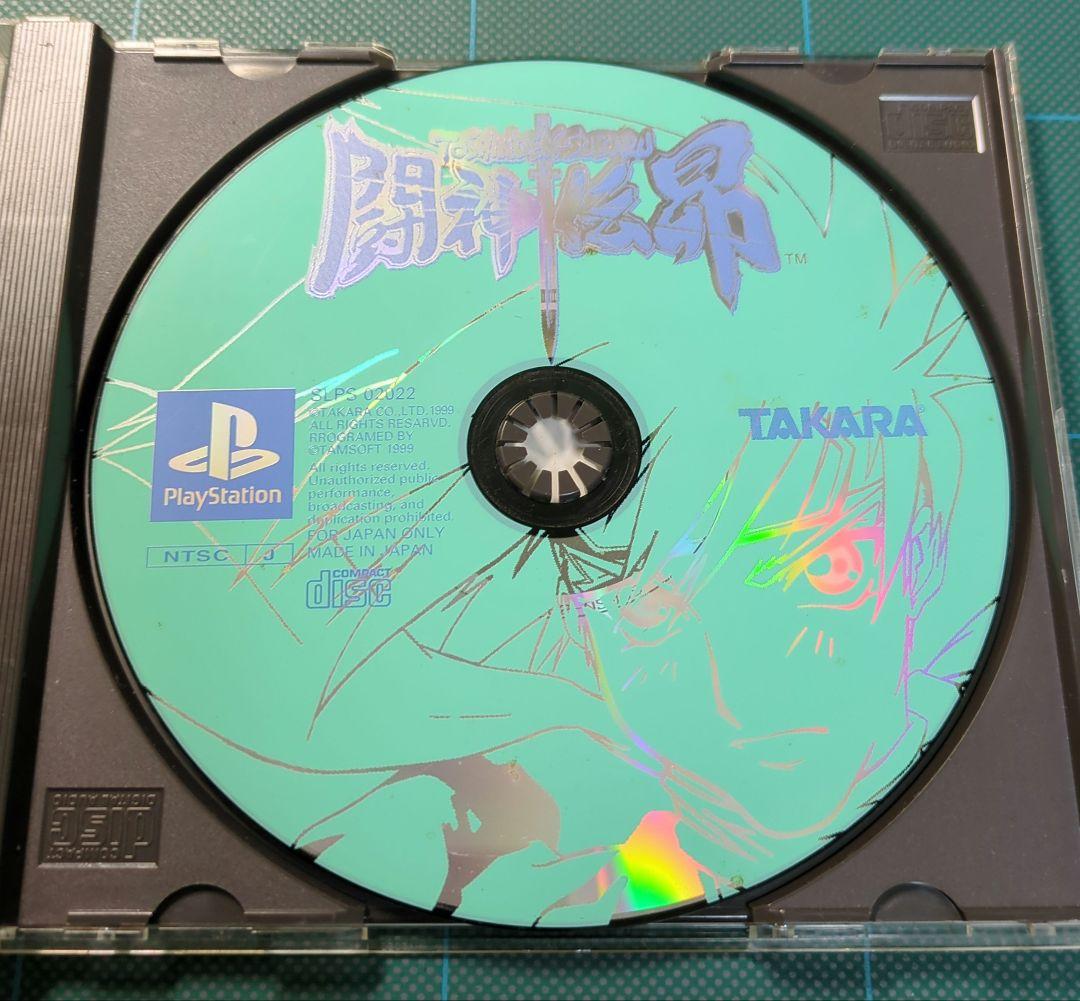 闘神伝昴
TM
SLPS 02022
©TAKARA CO.,LTD.1999
ALL RIGHTS RESARVD.
RROGRAMED BY
©TAMSOFT 1999
All rights reserved.
Unauthorized public
performance,
broadcasting, and
duplication prohibited.
FOR JAPAN ONLY
MADE IN JAPAN
PlayStation
NTSC J
COMPACT
disc
TAKARA®
disc
COMPACT